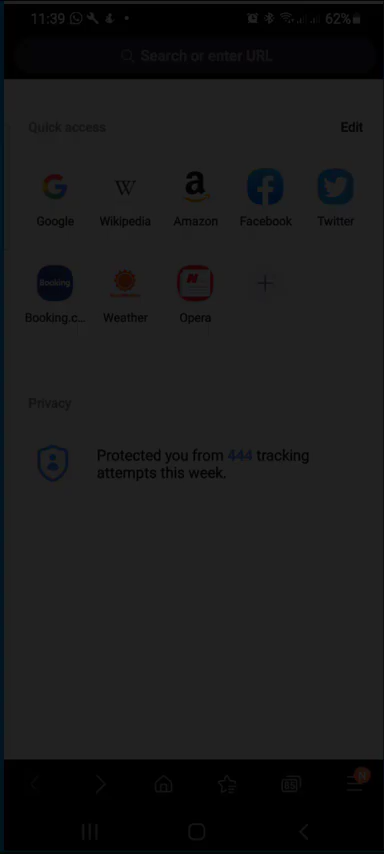 11:39 62%
Search or enter URL
Quick access Edit
W
a
Google Wikipedia Amazon Facebook Twitter
Booking
N
Booking.c... Weather Opera
Privacy
Protected you from 444 tracking
attempts this week.
85 N